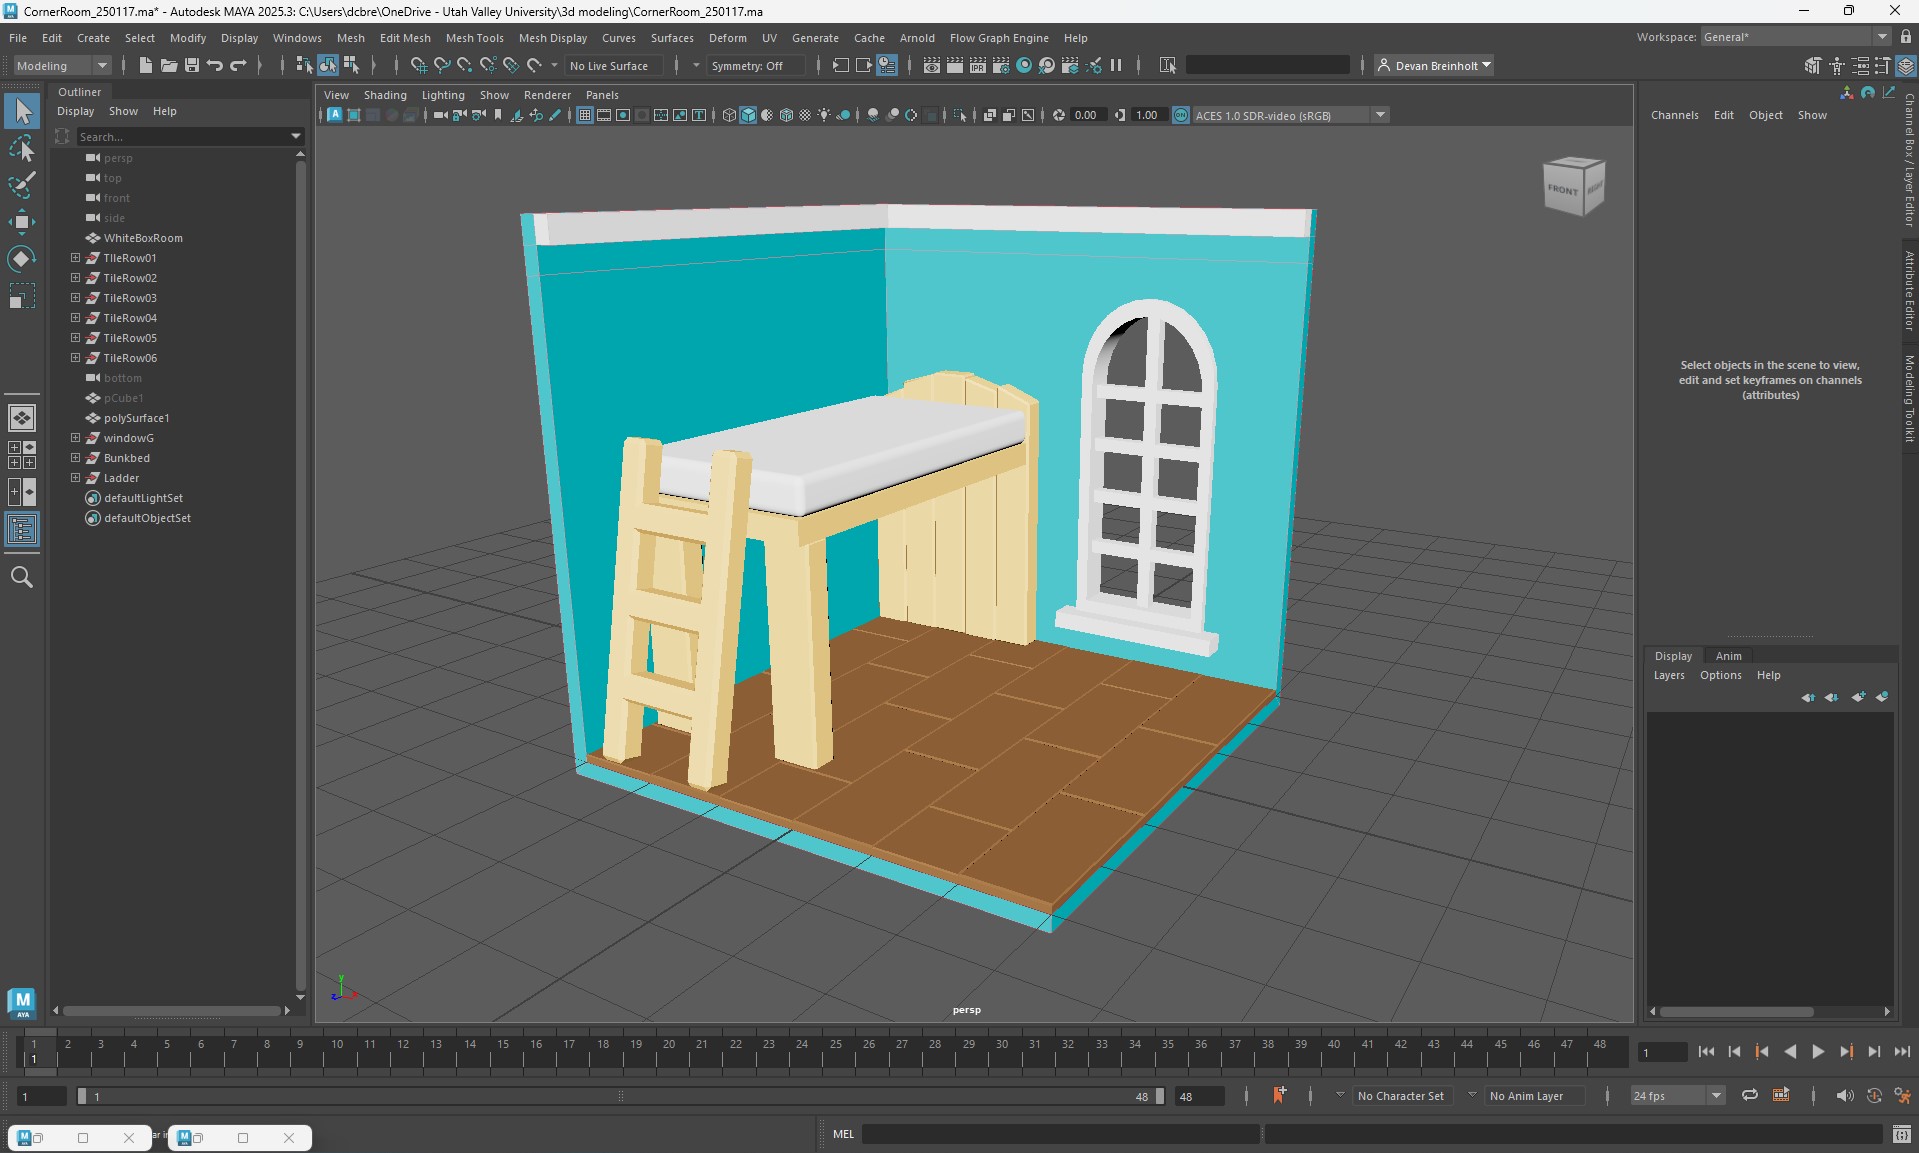 CornerRoom_250117.ma* - Autodesk MAYA 2025.3: C:\Users\dcbre\OneDrive - Utah Valley University\3d modeling\CornerRoom_250117.ma
File Edit Create Select Modify Display Windows Mesh Edit Mesh Mesh Tools Mesh Display Curves Surfaces Deform UV Generate Cache Arnold Flow Graph Engine Help
Workspace: General*
Modeling
No Live Surface
Symmetry: Off
IPR
Devan Breinholt
Outliner
Display Show Help
Search...
persp
top
front
side
WhiteBoxRoom
TIleRow01
TileRow02
TileRow03
TileRow04
TileRow05
TileRow06
bottom
pCube1
polySurface1
windowG
Bunkbed
Ladder
defaultLightSet
defaultObjectSet
View Shading Lighting Show Renderer Panels
0.00
1.00
ACES 1.0 SDR-video (sRGB)
FRONT
RIGHT
persp
y
z
x
Channels Edit Object Show
Select objects in the scene to view,
edit and set keyframes on channels
(attributes)
Channel Box / Layer Editor
Attribute Editor
Modeling Toolkit
Display Anim
Layers Options Help
M
AYA
1 2 3 4 5 6 7 8 9 10 11 12 13 14 15 16 17 18 19 20 21 22 23 24 25 26 27 28 29 30 31 32 33 34 35 36 37 38 39 40 41 42 43 44 45 46 47 48
1
1
1
1
48
48
No Character Set
No Anim Layer
24 fps
MEL